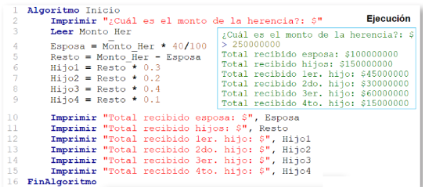 1 Algoritmo Inicio
2 Imprimir "¿Cuál es el monto de la herencia?: $"
3 Leer Monto_Her
4 Esposa = Monto_Her * 40/100
5 Resto = Monto_Her - Esposa
6 Hijo1 = Resto * 0.3
7 Hijo2 = Resto * 0.2
8 Hijo3 = Resto * 0.4
9 Hijo4 = Resto * 0.1
10 Imprimir "Total recibido esposa: $", Esposa
11 Imprimir "Total recibido hijos: $", Resto
12 Imprimir "Total recibido 1er. hijo: $", Hijo1
13 Imprimir "Total recibido 2do. hijo: $", Hijo2
14 Imprimir "Total recibido 3er. hijo: $", Hijo3
15 Imprimir "Total recibido 4to. hijo: $", Hijo4
16 FinAlgoritmo
Ejecución
¿Cuál es el monto de la herencia?: $
> 250000000
Total recibido esposa: $100000000
Total recibido hijos: $150000000
Total recibido 1er. hijo: $45000000
Total recibido 2do. hijo: $30000000
Total recibido 3er. hijo: $60000000
Total recibido 4to. hijo: $15000000